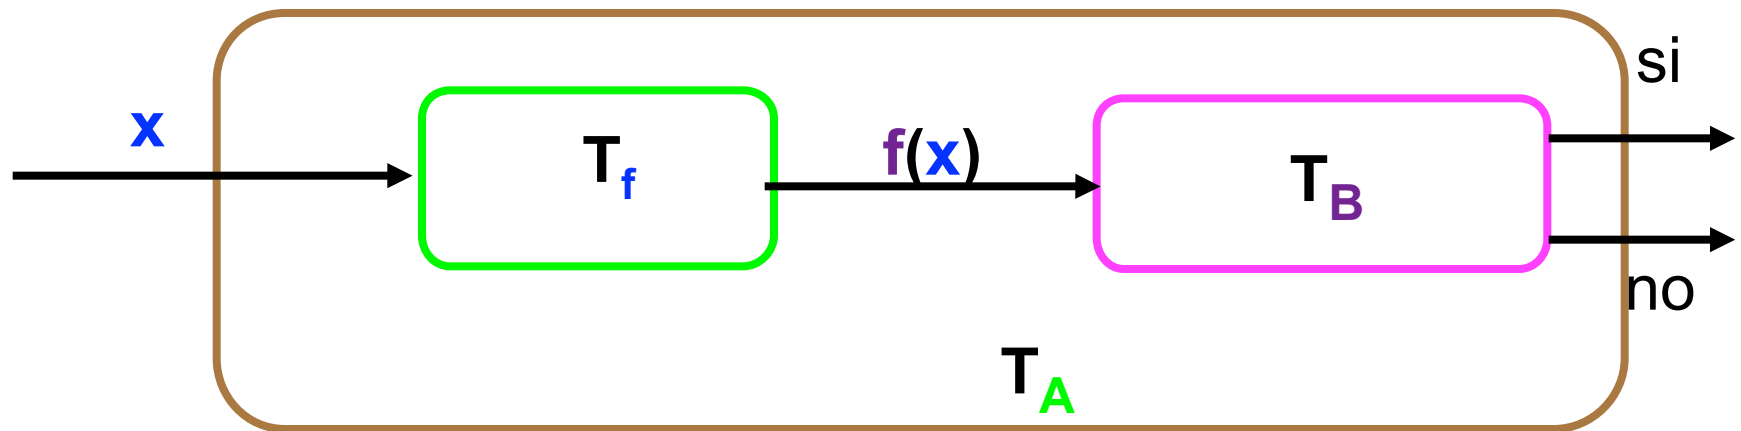 x
T_f
f(x)
T_B
si
no
T_A